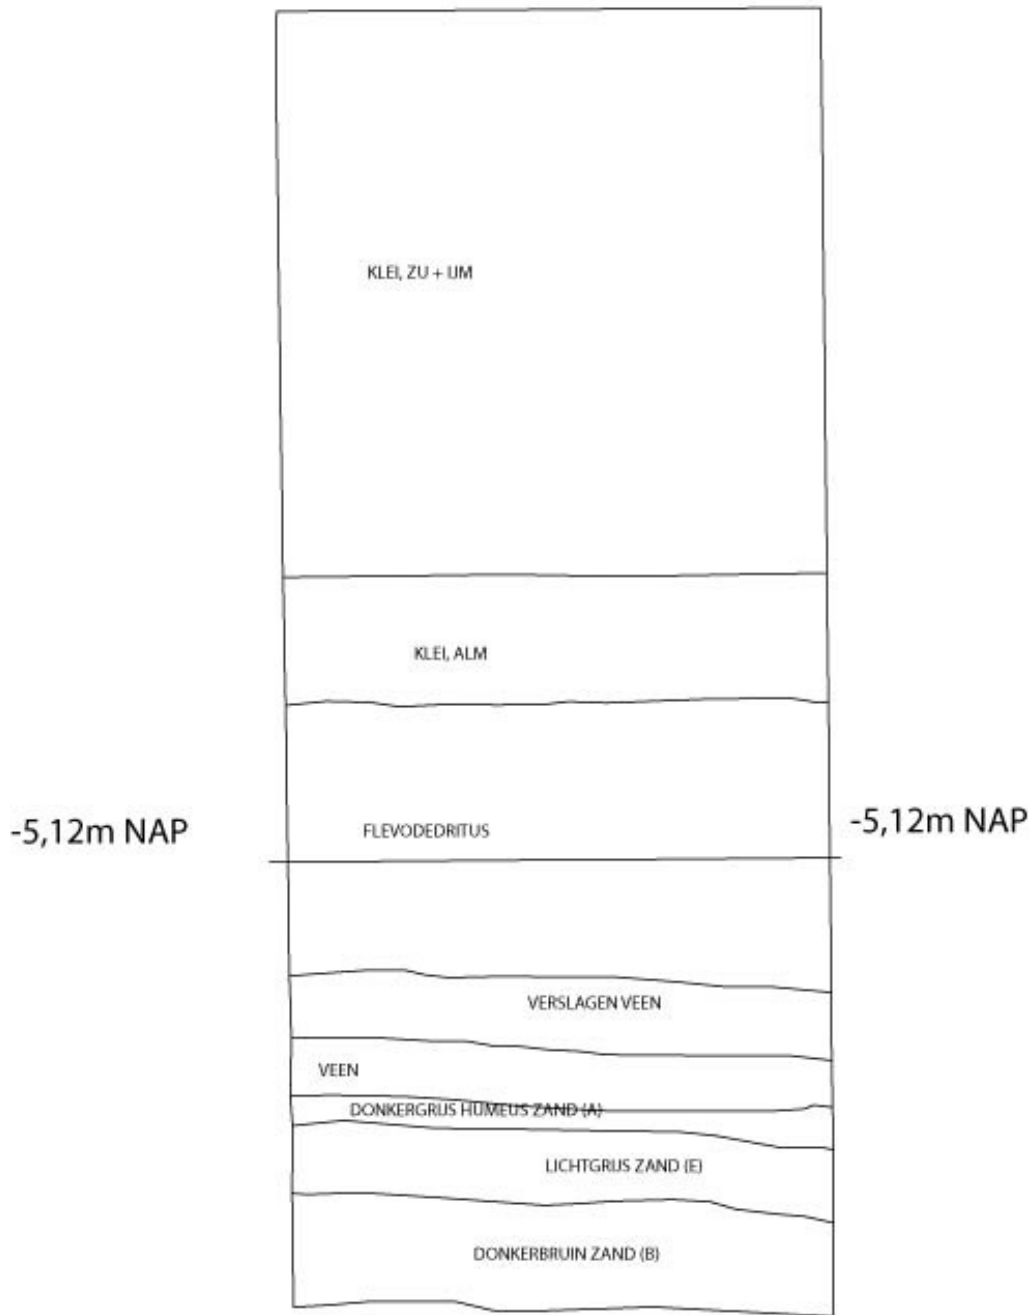 KLEI, ZU + IJM
KLEI, ALM
-5,12m NAP
FLEVODEDRITUS
-5,12m NAP
VERSLAGEN VEEN
VEEN
DONKERGRIJS HUMEUS ZAND (A)
LICHTGRIJS ZAND (E)
DONKERBRUIN ZAND (B)